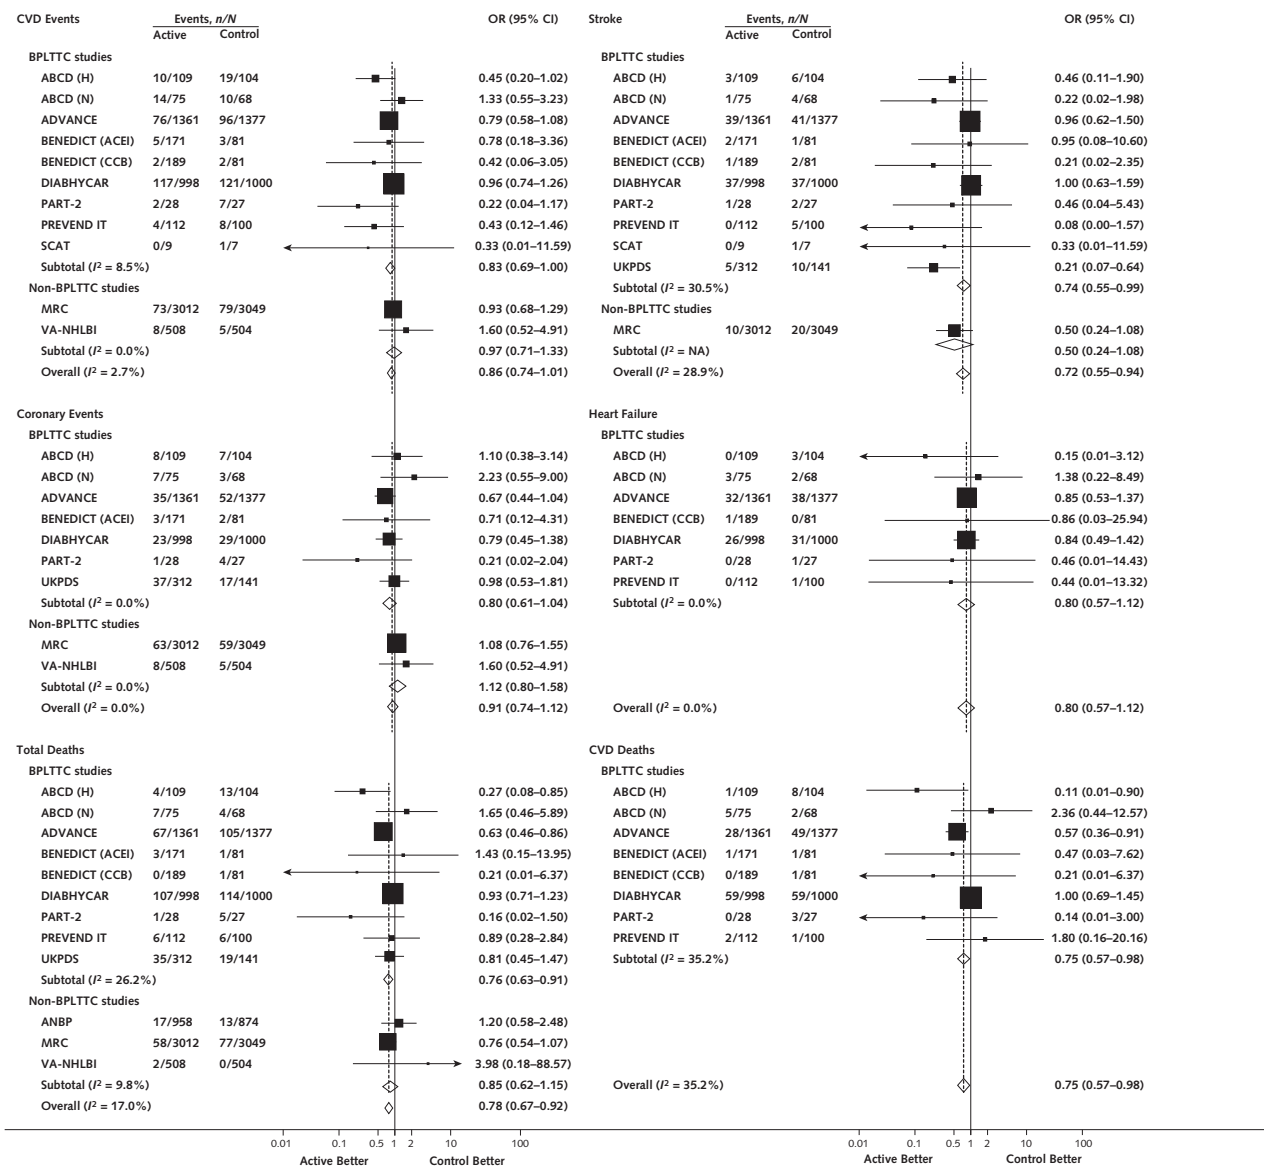 CVD Events Events, n/N OR (95% CI)
Active Control
BPLTTC studies
ABCD (H) 10/109 19/104 0.45 (0.20–1.02)
ABCD (N) 14/75 10/68 1.33 (0.55–3.23)
ADVANCE 76/1361 96/1377 0.79 (0.58–1.08)
BENEDICT (ACEI) 5/171 3/81 0.78 (0.18–3.36)
BENEDICT (CCB) 2/189 2/81 0.42 (0.06–3.05)
DIABHYCAR 117/998 121/1000 0.96 (0.74–1.26)
PART-2 2/28 7/27 0.22 (0.04–1.17)
PREVEND IT 4/112 8/100 0.43 (0.12–1.46)
SCAT 0/9 1/7 0.33 (0.01–11.59)
Subtotal (I² = 8.5%) 0.83 (0.69–1.00)
Non-BPLTTC studies
MRC 73/3012 79/3049 0.93 (0.68–1.29)
VA-NHLBI 8/508 5/504 1.60 (0.52–4.91)
Subtotal (I² = 0.0%) 0.97 (0.71–1.33)
Overall (I² = 2.7%) 0.86 (0.74–1.01)
Stroke Events, n/N OR (95% CI)
Active Control
BPLTTC studies
ABCD (H) 3/109 6/104 0.46 (0.11–1.90)
ABCD (N) 1/75 4/68 0.22 (0.02–1.98)
ADVANCE 39/1361 41/1377 0.96 (0.62–1.50)
BENEDICT (ACEI) 2/171 1/81 0.95 (0.08–10.60)
BENEDICT (CCB) 1/189 2/81 0.21 (0.02–2.35)
DIABHYCAR 37/998 37/1000 1.00 (0.63–1.59)
PART-2 1/28 2/27 0.46 (0.04–5.43)
PREVEND IT 0/112 5/100 0.08 (0.00–1.57)
SCAT 0/9 1/7 0.33 (0.01–11.59)
UKPDS 5/312 10/141 0.21 (0.07–0.64)
Subtotal (I² = 30.5%) 0.74 (0.55–0.99)
Non-BPLTTC studies
MRC 10/3012 20/3049 0.50 (0.24–1.08)
Subtotal (I² = NA) 0.50 (0.24–1.08)
Overall (I² = 28.9%) 0.72 (0.55–0.94)
Coronary Events
BPLTTC studies
ABCD (H) 8/109 7/104 1.10 (0.38–3.14)
ABCD (N) 7/75 3/68 2.23 (0.55–9.00)
ADVANCE 35/1361 52/1377 0.67 (0.44–1.04)
BENEDICT (ACEI) 3/171 2/81 0.71 (0.12–4.31)
DIABHYCAR 23/998 29/1000 0.79 (0.45–1.38)
PART-2 1/28 4/27 0.21 (0.02–2.04)
UKPDS 37/312 17/141 0.98 (0.53–1.81)
Subtotal (I² = 0.0%) 0.80 (0.61–1.04)
Non-BPLTTC studies
MRC 63/3012 59/3049 1.08 (0.76–1.55)
VA-NHLBI 8/508 5/504 1.60 (0.52–4.91)
Subtotal (I² = 0.0%) 1.12 (0.80–1.58)
Overall (I² = 0.0%) 0.91 (0.74–1.12)
Heart Failure
BPLTTC studies
ABCD (H) 0/109 3/104 0.15 (0.01–3.12)
ABCD (N) 3/75 2/68 1.38 (0.22–8.49)
ADVANCE 32/1361 38/1377 0.85 (0.53–1.37)
BENEDICT (CCB) 1/189 0/81 0.86 (0.03–25.94)
DIABHYCAR 26/998 31/1000 0.84 (0.49–1.42)
PART-2 0/28 1/27 0.46 (0.01–14.43)
PREVEND IT 0/112 1/100 0.44 (0.01–13.32)
Subtotal (I² = 0.0%) 0.80 (0.57–1.12)
Overall (I² = 0.0%) 0.80 (0.57–1.12)
Total Deaths
BPLTTC studies
ABCD (H) 4/109 13/104 0.27 (0.08–0.85)
ABCD (N) 7/75 4/68 1.65 (0.46–5.89)
ADVANCE 67/1361 105/1377 0.63 (0.46–0.86)
BENEDICT (ACEI) 3/171 1/81 1.43 (0.15–13.95)
BENEDICT (CCB) 0/189 1/81 0.21 (0.01–6.37)
DIABHYCAR 107/998 114/1000 0.93 (0.71–1.23)
PART-2 1/28 5/27 0.16 (0.02–1.50)
PREVEND IT 6/112 6/100 0.89 (0.28–2.84)
UKPDS 35/312 19/141 0.81 (0.45–1.47)
Subtotal (I² = 26.2%) 0.76 (0.63–0.91)
Non-BPLTTC studies
ANBP 17/958 13/874 1.20 (0.58–2.48)
MRC 58/3012 77/3049 0.76 (0.54–1.07)
VA-NHLBI 2/508 0/504 3.98 (0.18–88.57)
Subtotal (I² = 9.8%) 0.85 (0.62–1.15)
Overall (I² = 17.0%) 0.78 (0.67–0.92)
CVD Deaths
BPLTTC studies
ABCD (H) 1/109 8/104 0.11 (0.01–0.90)
ABCD (N) 5/75 2/68 2.36 (0.44–12.57)
ADVANCE 28/1361 49/1377 0.57 (0.36–0.91)
BENEDICT (ACEI) 1/171 1/81 0.47 (0.03–7.62)
BENEDICT (CCB) 0/189 1/81 0.21 (0.01–6.37)
DIABHYCAR 59/998 59/1000 1.00 (0.69–1.45)
PART-2 0/28 3/27 0.14 (0.01–3.00)
PREVEND IT 2/112 1/100 1.80 (0.16–20.16)
Subtotal (I² = 35.2%) 0.75 (0.57–0.98)
Overall (I² = 35.2%) 0.75 (0.57–0.98)
0.01 0.1 0.5 1 2 10 100
Active Better Control Better
0.01 0.1 0.5 1 2 10 100
Active Better Control Better